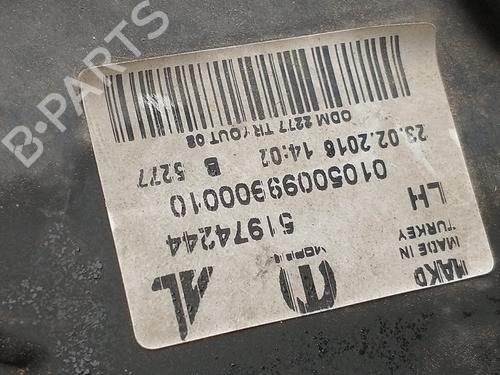 B-PARTS
ODM 2277 TR / OUT 08
23.02.2016 14:02 B 5277
0105009990010
51974244 LH
MADE IN
TURKEY
AL
MAKO